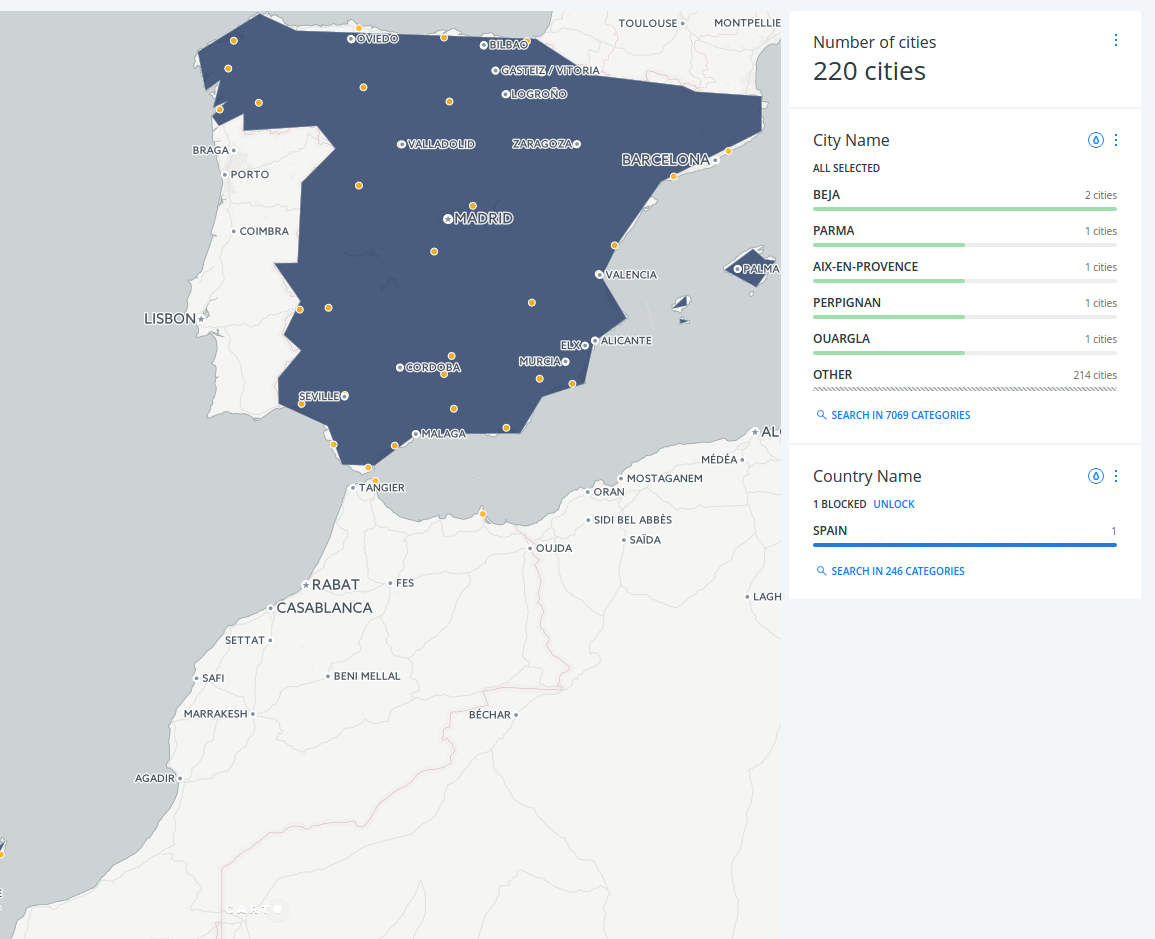 TOULOUSE
MONTPELLIE
OVIEDO
BILBAO
GASTEIZ / VITORIA
LOGROÑO
VALLADOLID
ZARAGOZA
BRAGA
BARCELONA
PORTO
MADRID
COIMBRA
PALMA
VALENCIA
LISBON
ELX
ALICANTE
MURCIA
CORDOBA
SEVILLE
MALAGA
AL
MÉDÉA
MOSTAGANEM
TANGIER
ORAN
SIDI BEL ABBÈS
SAÏDA
OUJDA
RABAT
FES
LAGH
CASABLANCA
SETTAT
SAFI
BENI MELLAL
MARRAKESH
BÉCHAR
AGADIR
CART
Number of cities
220 cities
City Name
ALL SELECTED
BEJA 2 cities
PARMA 1 cities
AIX-EN-PROVENCE 1 cities
PERPIGNAN 1 cities
OUARGLA 1 cities
OTHER 214 cities
SEARCH IN 7069 CATEGORIES
Country Name
1 BLOCKED UNLOCK
SPAIN 1
SEARCH IN 246 CATEGORIES